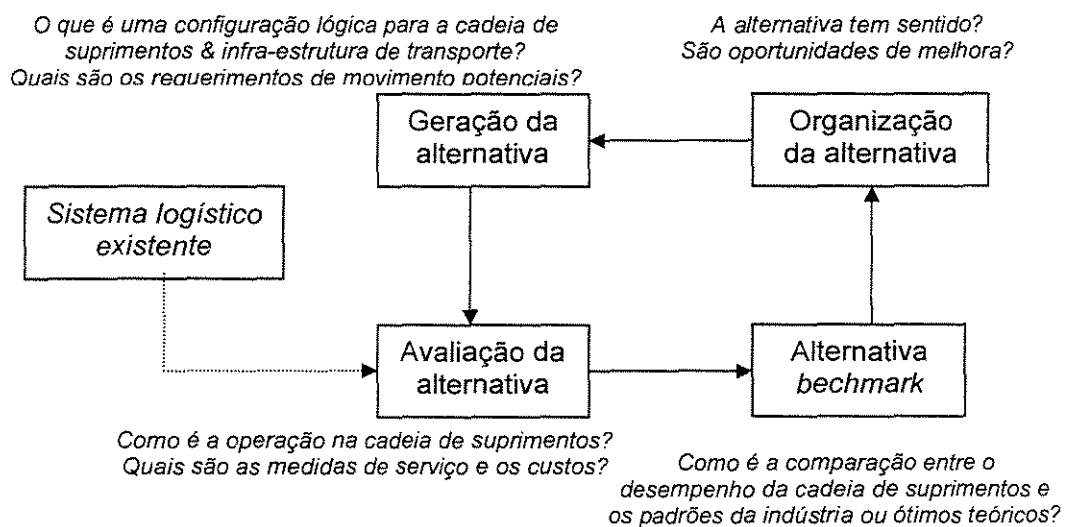 O que é uma configuração lógica para a cadeia de
suprimentos & infra-estrutura de transporte?
Quais são os requerimentos de movimento potenciais?
A alternativa tem sentido?
São oportunidades de melhora?
Geração da
alternativa
Organização
da alternativa
Sistema logístico
existente
Avaliação da
alternativa
Alternativa
bechmark
Como é a operação na cadeia de suprimentos?
Quais são as medidas de serviço e os custos?
Como é a comparação entre o
desempenho da cadeia de suprimentos e
os padrões da indústria ou ótimos teóricos?